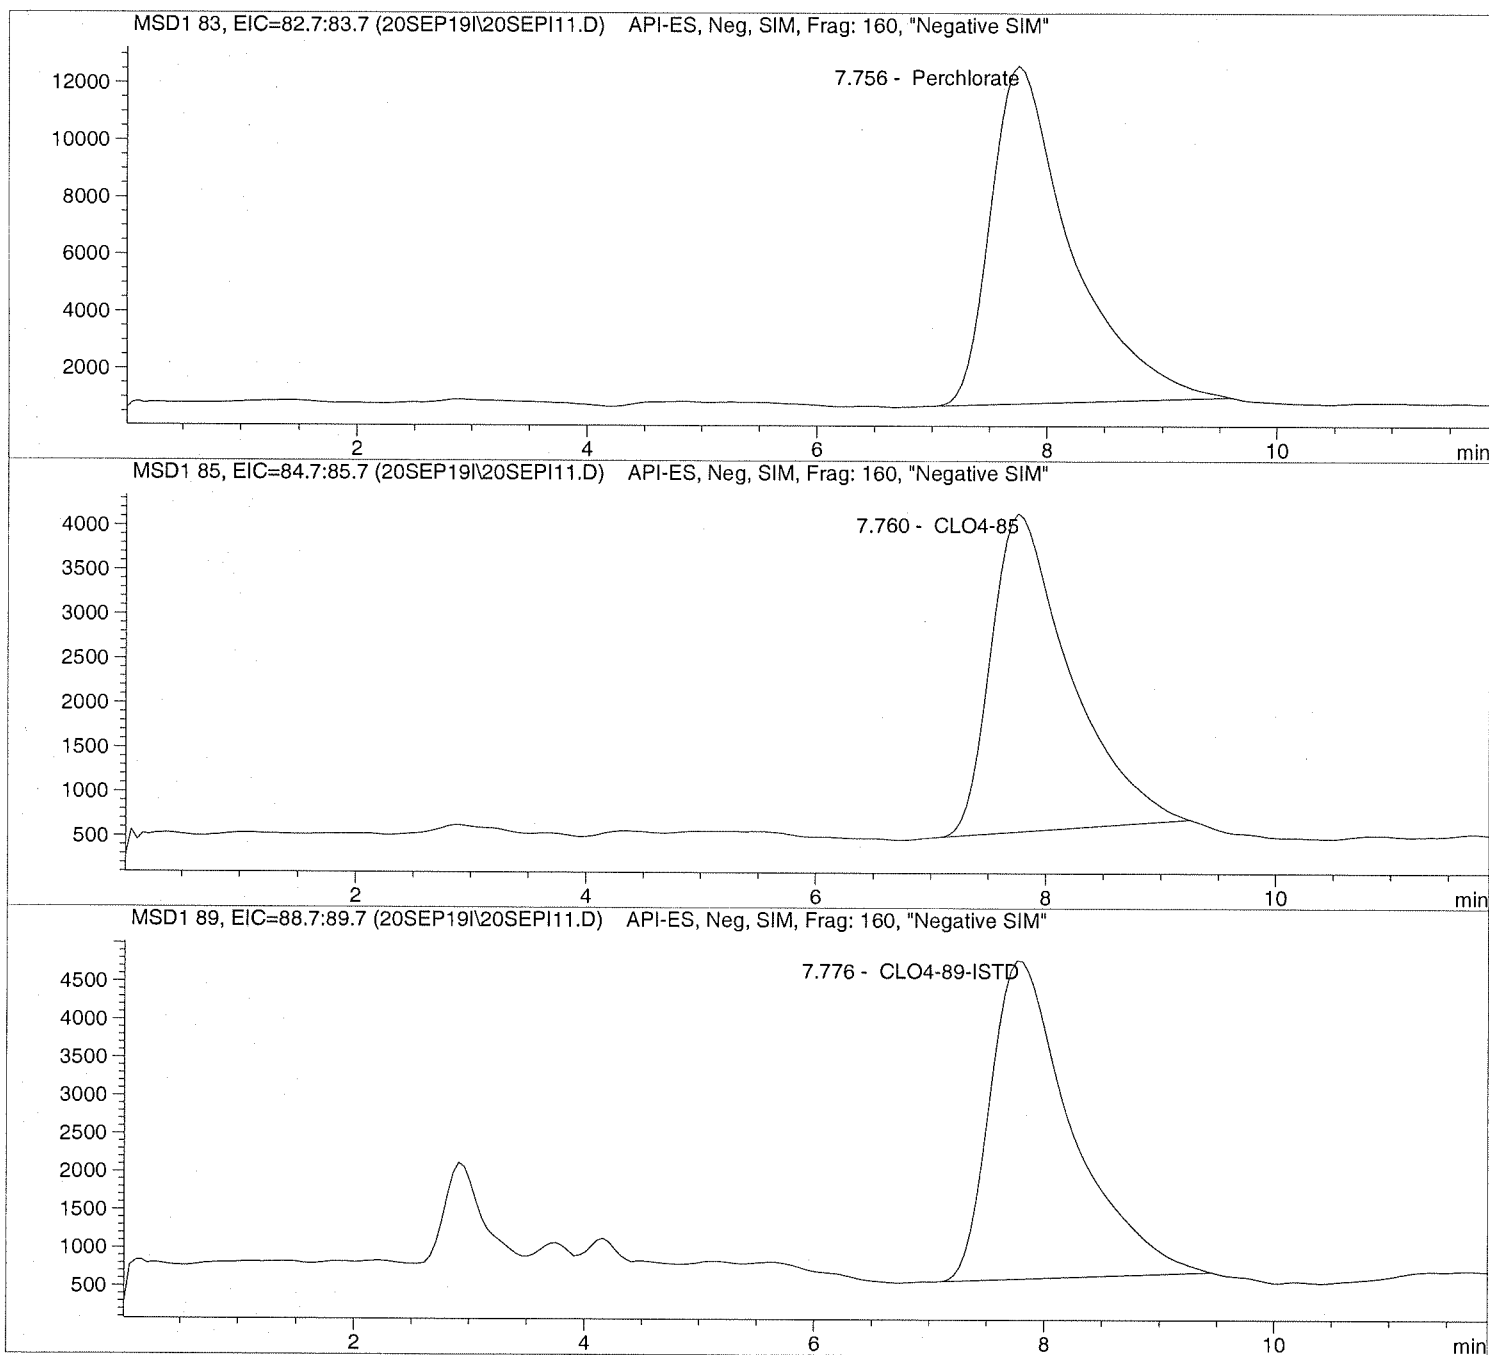 MSD1 83, EIC=82.7:83.7 (20SEP19I\20SEPI11.D) API-ES, Neg, SIM, Frag: 160, "Negative SIM"
7.756 - Perchlorate
12000
10000
8000
6000
4000
2000
2 4 6 8 10 min
MSD1 85, EIC=84.7:85.7 (20SEP19I\20SEPI11.D) API-ES, Neg, SIM, Frag: 160, "Negative SIM"
7.760 - CLO4-85
4000
3500
3000
2500
2000
1500
1000
500
2 4 6 8 10 min
MSD1 89, EIC=88.7:89.7 (20SEP19I\20SEPI11.D) API-ES, Neg, SIM, Frag: 160, "Negative SIM"
7.776 - CLO4-89-ISTD
4500
4000
3500
3000
2500
2000
1500
1000
500
2 4 6 8 10 min